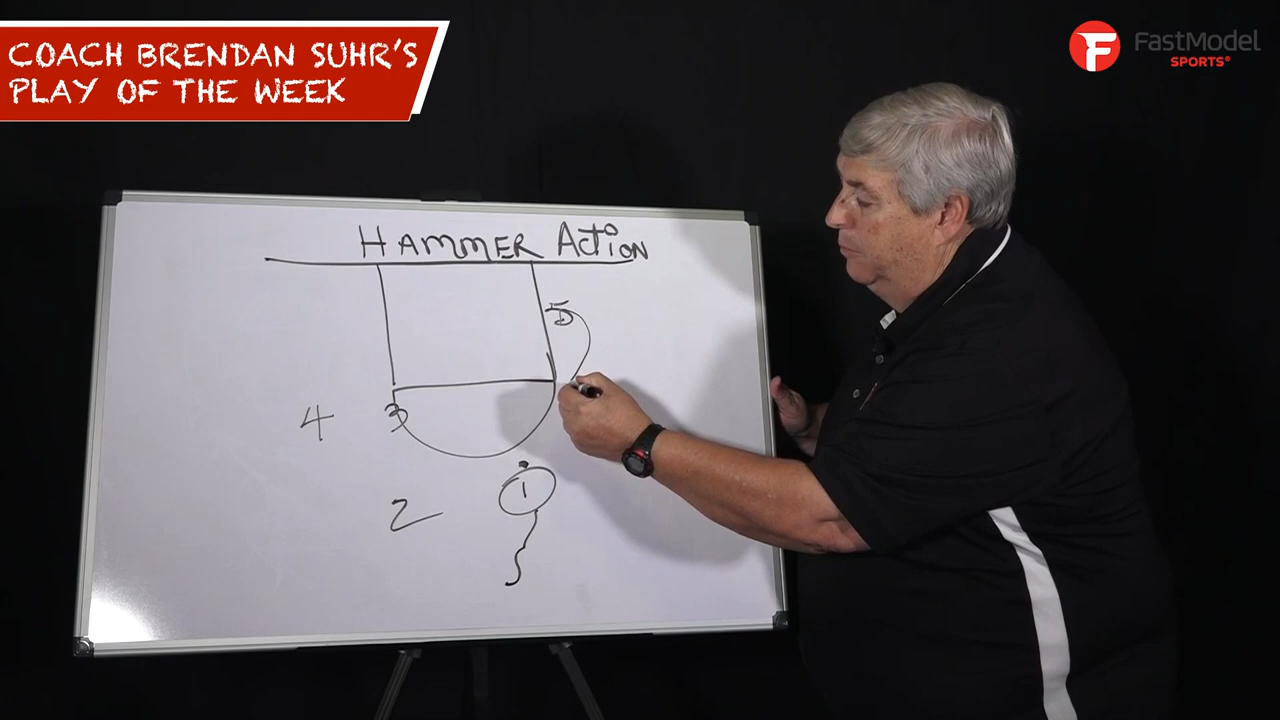 COACH BRENDAN SUHR'S
PLAY OF THE WEEK
F FastModel
SPORTS®
HAMMER ACTION
5
4 3
1
2